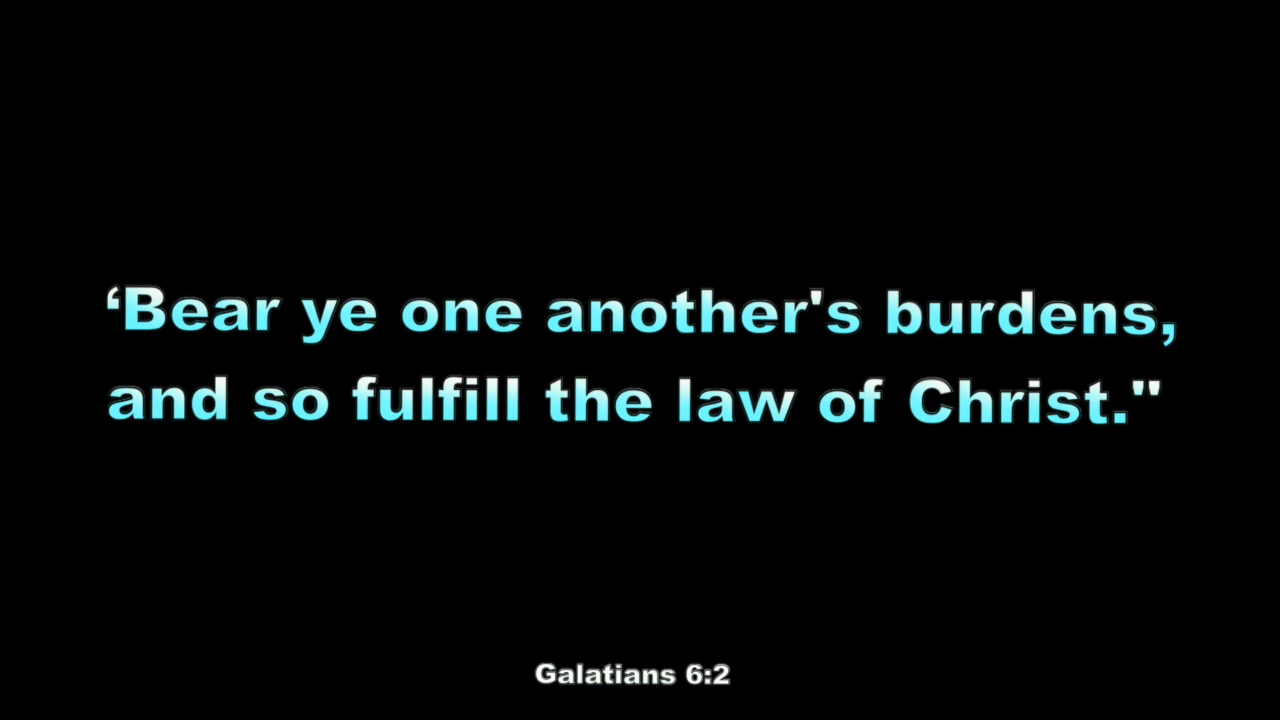 ‘Bear ye one another's burdens,
and so fulfill the law of Christ."
Galatians 6:2